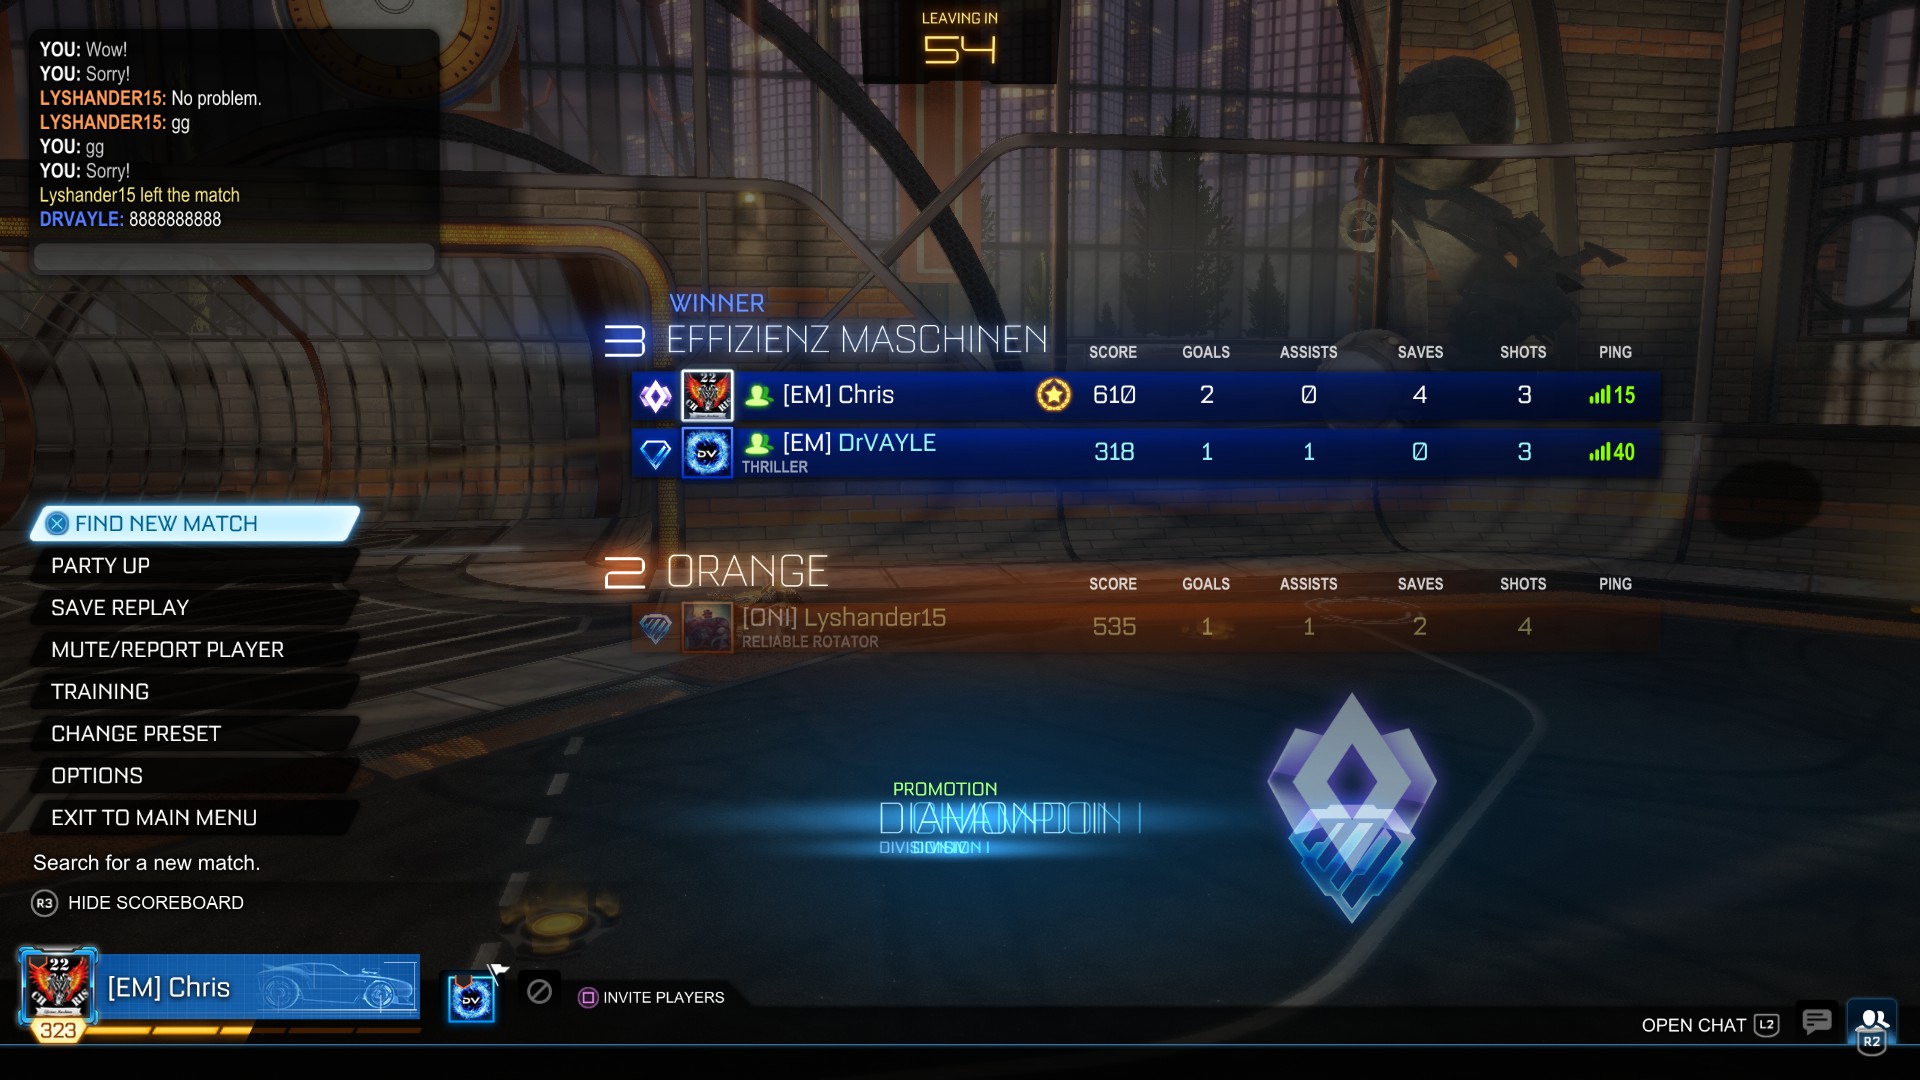 LEAVING IN
54
YOU: Wow!
YOU: Sorry!
LYSHANDER15: No problem.
LYSHANDER15: gg
YOU: gg
YOU: Sorry!
Lyshander15 left the match
DRVAYLE: 8888888888
WINNER
3 EFFIZIENZ MASCHINEN SCORE GOALS ASSISTS SAVES SHOTS PING
22 [EM] Chris 610 2 0 4 3 15
DV [EM] DrVAYLE 318 1 1 0 3 40
THRILLER
2 ORANGE SCORE GOALS ASSISTS SAVES SHOTS PING
[ONI] Lyshander15 535 1 1 2 4
RELIABLE ROTATOR
FIND NEW MATCH
PARTY UP
SAVE REPLAY
MUTE/REPORT PLAYER
TRAINING
CHANGE PRESET
OPTIONS
EXIT TO MAIN MENU
Search for a new match.
R3 HIDE SCOREBOARD
PROMOTION
22 CH RIS [EM] Chris
323
DV
INVITE PLAYERS
OPEN CHAT L2
R2